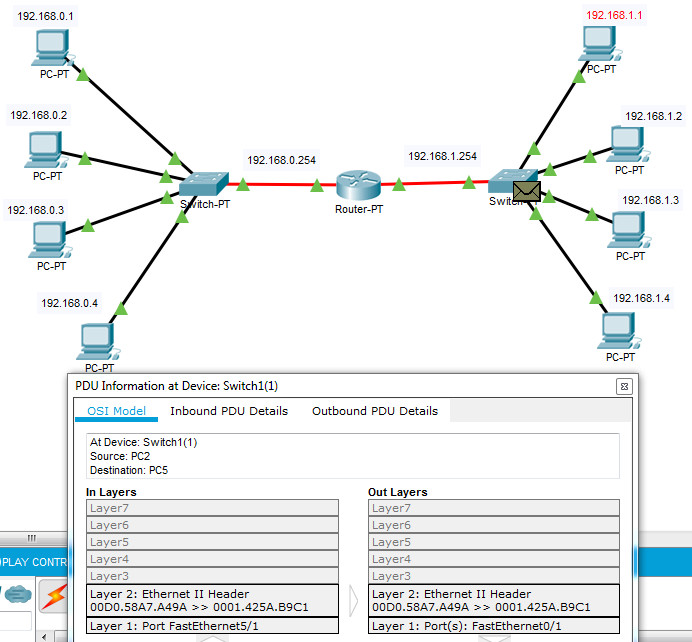 192.168.0.1
PC-PT
192.168.0.2
PC-PT
192.168.0.3
PC-PT
192.168.0.4
PC-PT
Switch-PT
192.168.0.254
Router-PT
192.168.1.254
192.168.1.1
PC-PT
192.168.1.2
PC-PT
192.168.1.3
PC-PT
192.168.1.4
PC-PT
PDU Information at Device: Switch1(1)
OSI Model Inbound PDU Details Outbound PDU Details
At Device: Switch1(1)
Source: PC2
Destination: PC5
In Layers
Layer7
Layer6
Layer5
Layer4
Layer3
Layer 2: Ethernet II Header
00D0.58A7.A49A >> 0001.425A.B9C1
Layer 1: Port FastEthernet5/1
Out Layers
Layer7
Layer6
Layer5
Layer4
Layer3
Layer 2: Ethernet II Header
00D0.58A7.A49A >> 0001.425A.B9C1
Layer 1: Port(s): FastEthernet0/1